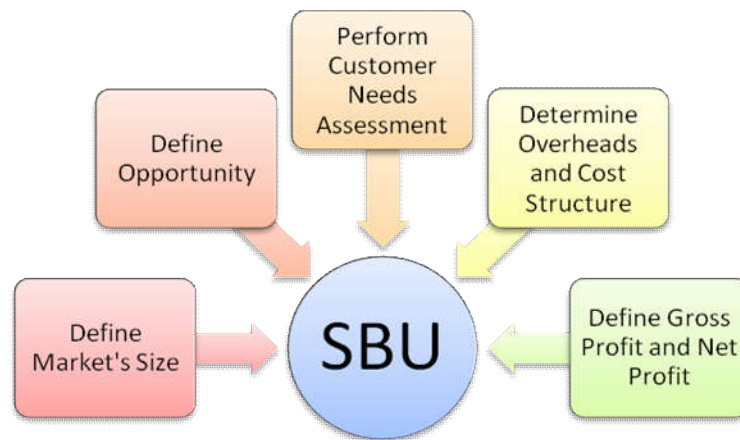 Define
Market's Size
Define
Opportunity
Perform
Customer
Needs
Assessment
Determine
Overheads
and Cost
Structure
Define Gross
Profit and Net
Profit
SBU